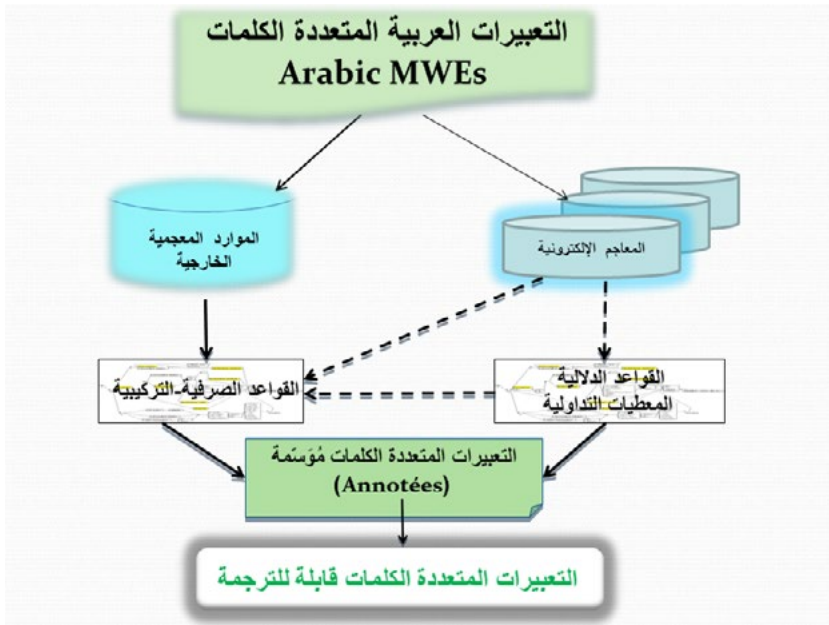 التعبيرات العربية المتعددة الكلمات
Arabic MWEs
الموارد المعجمية
الخارجية
المعاجم الإلكترونية
القواعد الصرفية-التركيبية
القواعد الدلالية
المعطيات التداولية
التعبيرات المتعددة الكلمات مُوَسّمة
(Annotées)
التعبيرات المتعددة الكلمات قابلة للترجمة